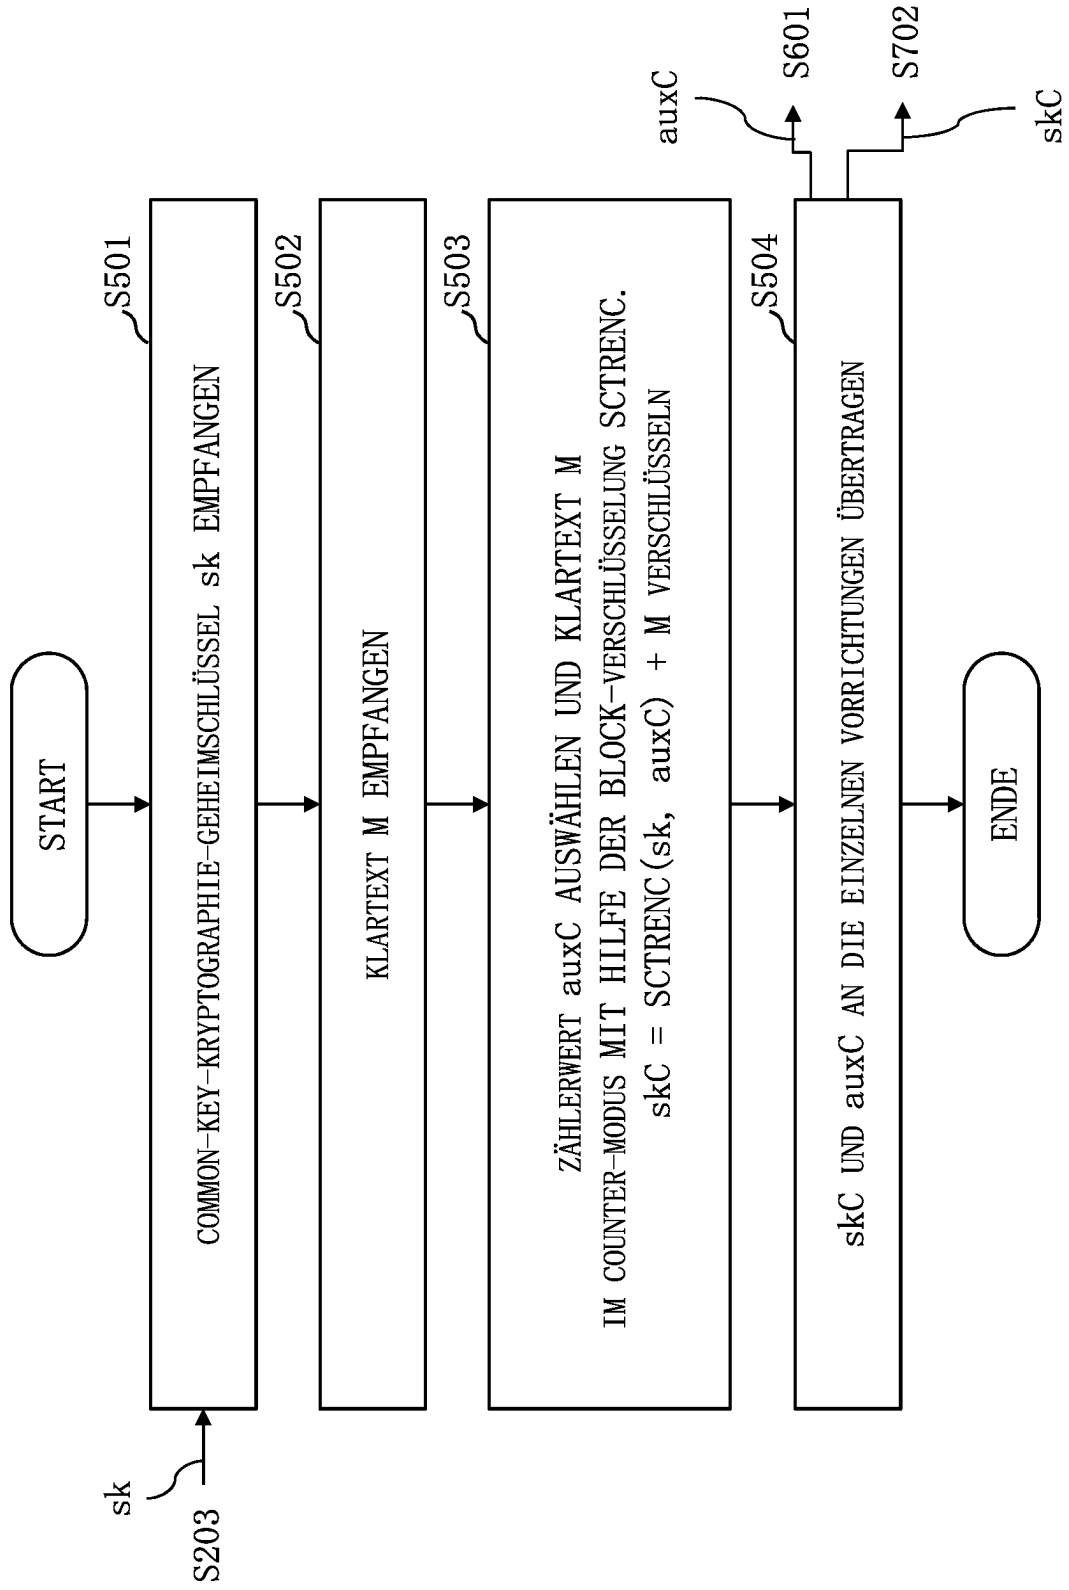 START
S203
sk
S501
COMMON-KEY-KRYPTOGRAPHIE-GEHEIMSCHLÜSSEL sk EMPFANGEN
S502
KLARTEXT M EMPFANGEN
S503
ZÄHLERWERT auxC AUSWÄHLEN UND KLARTEXT M
IM COUNTER-MODUS MIT HILFE DER BLOCK-VERSCHLÜSSELUNG SCTRENC.
skC = SCTRENC(sk, auxC) + M VERSCHLÜSSELN
S504
skC UND auxC AN DIE EINZELNEN VORRICHTUNGEN ÜBERTRAGEN
auxC
S601
S702
skC
ENDE